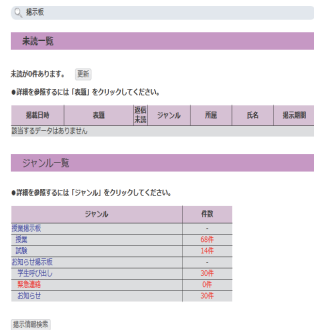 掲示板
未読一覧
未読が0件あります。 更新
●詳細を参照するには「表題」をクリックしてください。
掲載日時 表題 返信未読 ジャンル 所属 氏名 掲示期間
該当するデータはありません
ジャンル一覧
●詳細を参照するには「ジャンル」をクリックしてください。
ジャンル 件数
授業掲示板 -
授業 68件
試験 14件
お知らせ掲示板 -
学生呼び出し 30件
緊急連絡 0件
お知らせ 30件
掲示情報検索